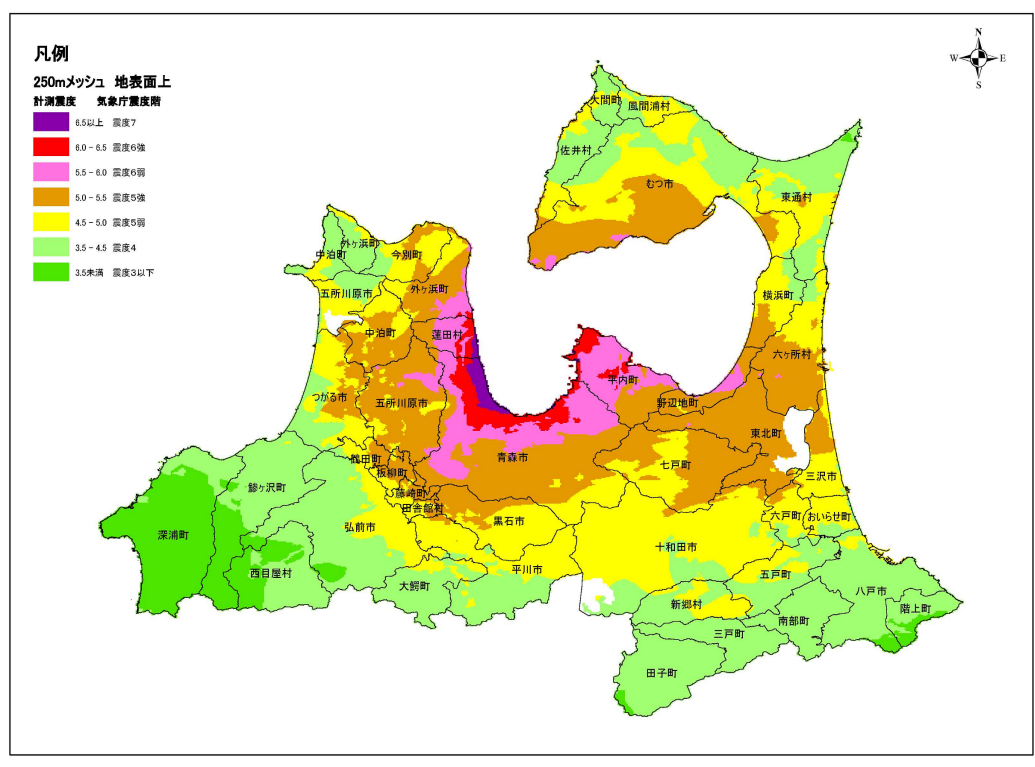 凡例
250mメッシュ 地表面上
計測震度 気象庁震度階
6.5以上 震度7
6.0 - 6.5 震度6強
5.5 - 6.0 震度6弱
5.0 - 5.5 震度5強
4.5 - 5.0 震度5弱
3.5 - 4.5 震度4
3.5未満 震度3以下
N
W
E
S
大間町
風間浦村
佐井村
むつ市
東通村
外ヶ浜町
中泊町
今別町
五所川原市
外ヶ浜町
横浜町
中泊町
蓬田村
六ヶ所村
平内町
つがる市
五所川原市
野辺地町
東北町
青森市
鶴田町
七戸町
板柳町
三沢市
鰺ヶ沢町
藤崎町
田舎館村
六戸町
おいらせ町
黒石市
弘前市
深浦町
十和田市
西目屋村
平川市
五戸町
大鰐町
八戸市
新郷村
階上町
南部町
三戸町
田子町